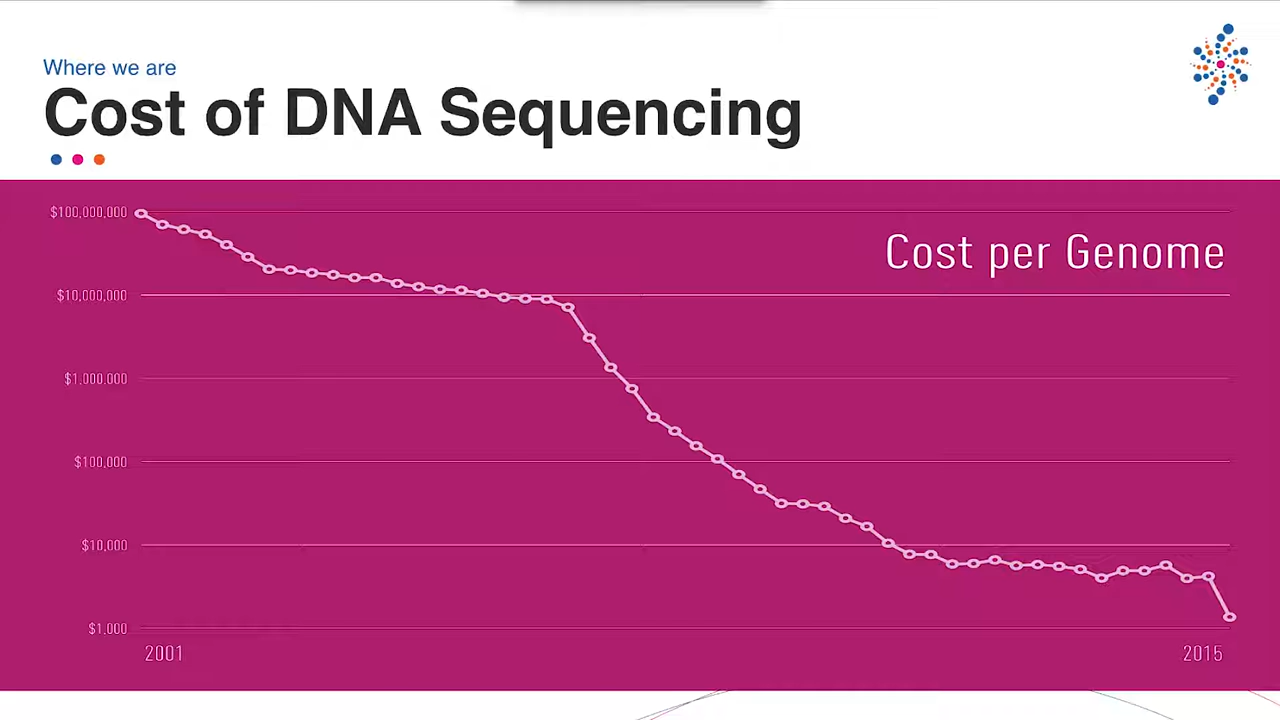 Where we are
Cost of DNA Sequencing
Cost per Genome
$100,000,000
$10,000,000
$1,000,000
$100,000
$10,000
$1,000
2001
2015